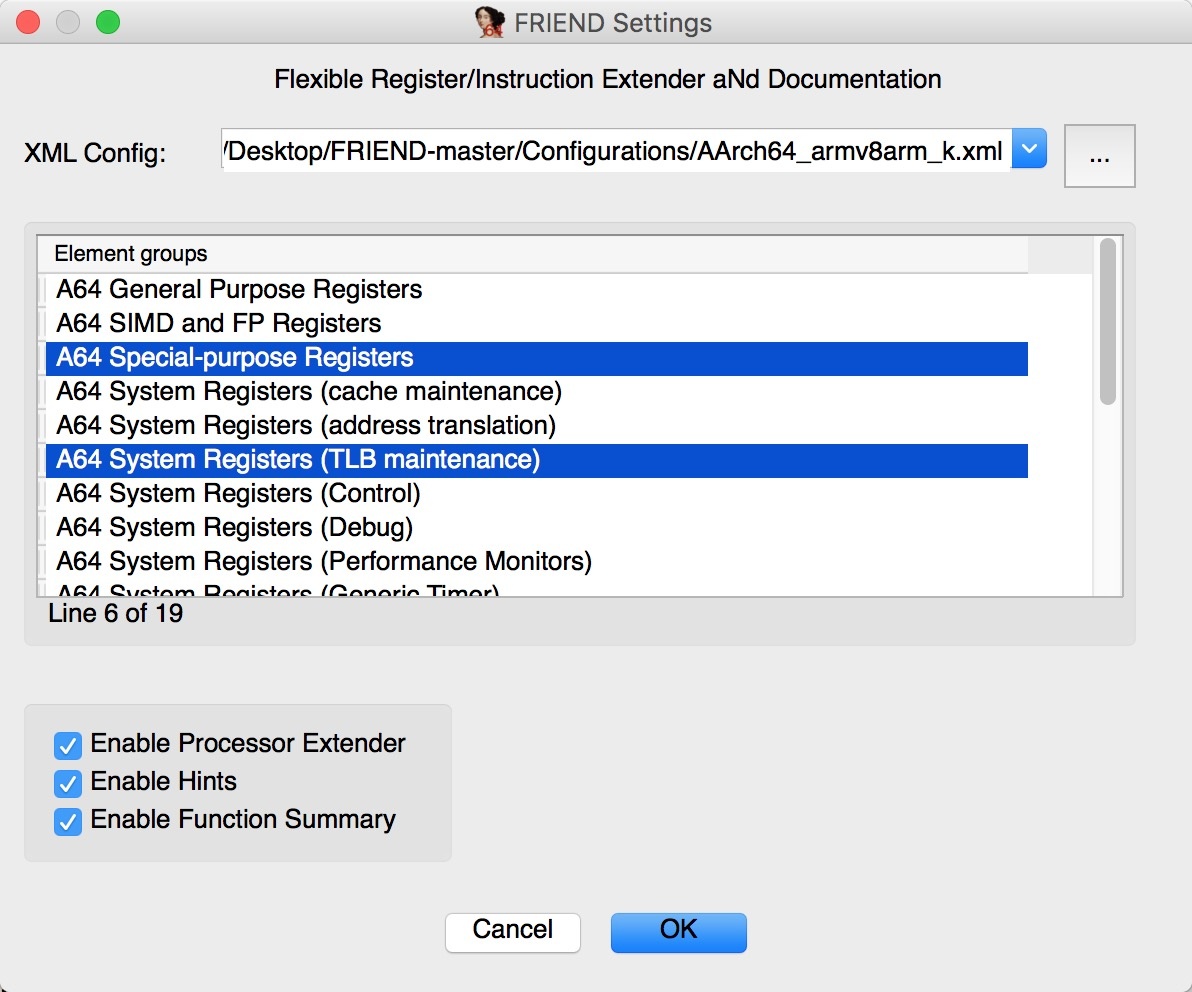 FRIEND Settings
Flexible Register/Instruction Extender aNd Documentation
XML Config:
/Desktop/FRIEND-master/Configurations/AArch64_armv8arm_k.xml
...
Element groups
A64 General Purpose Registers
A64 SIMD and FP Registers
A64 Special-purpose Registers
A64 System Registers (cache maintenance)
A64 System Registers (address translation)
A64 System Registers (TLB maintenance)
A64 System Registers (Control)
A64 System Registers (Debug)
A64 System Registers (Performance Monitors)
A64 System Registers (Generic Timer)
Line 6 of 19
Enable Processor Extender
Enable Hints
Enable Function Summary
Cancel
OK